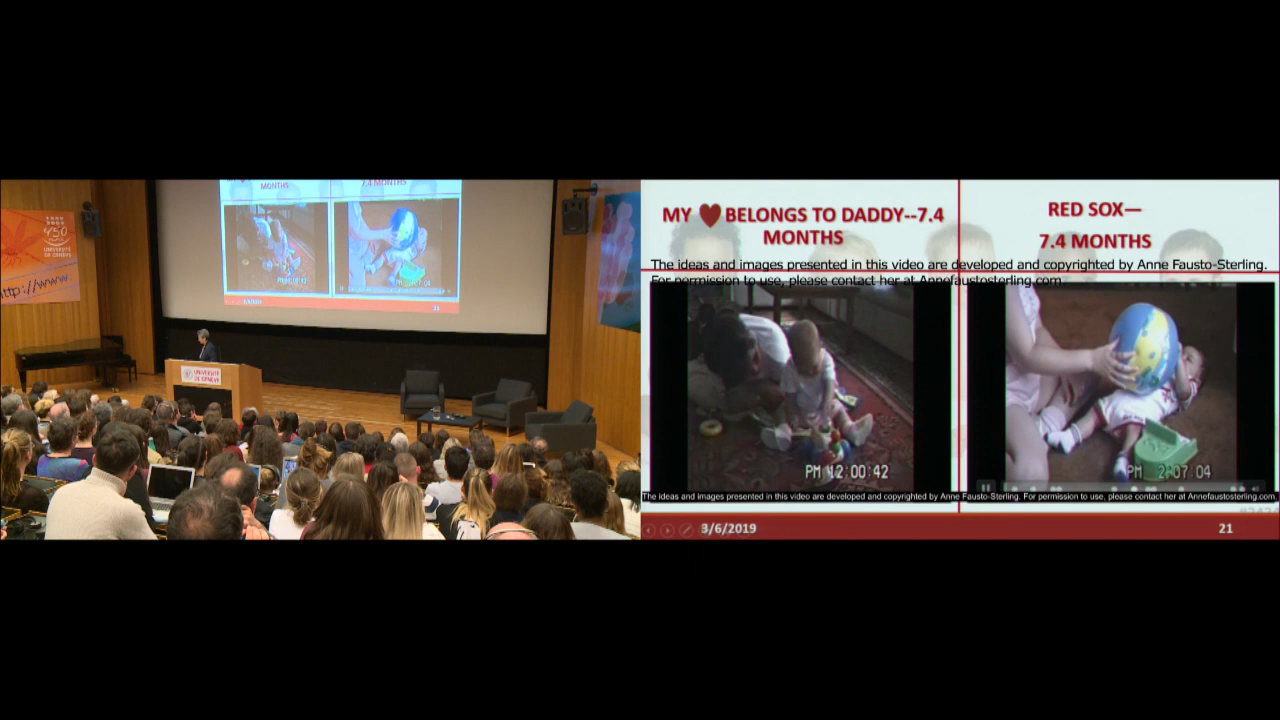 MONTHS
7.4 MONTHS
450
UNIVERSITÉ
DE GENÈVE
http://www.
UNIVERSITÉ
DE GENÈVE
21
MY ❤ BELONGS TO DADDY--7.4
MONTHS
RED SOX—
7.4 MONTHS
The ideas and images presented in this video are developed and copyrighted by Anne Fausto-Sterling.
For permission to use, please contact her at Annefaustosterling.com
PM 12:00:42
PM 2:07:04
The ideas and images presented in this video are developed and copyrighted by Anne Fausto-Sterling. For permission to use, please contact her at Annefaustosterling.com.
3/6/2019
21